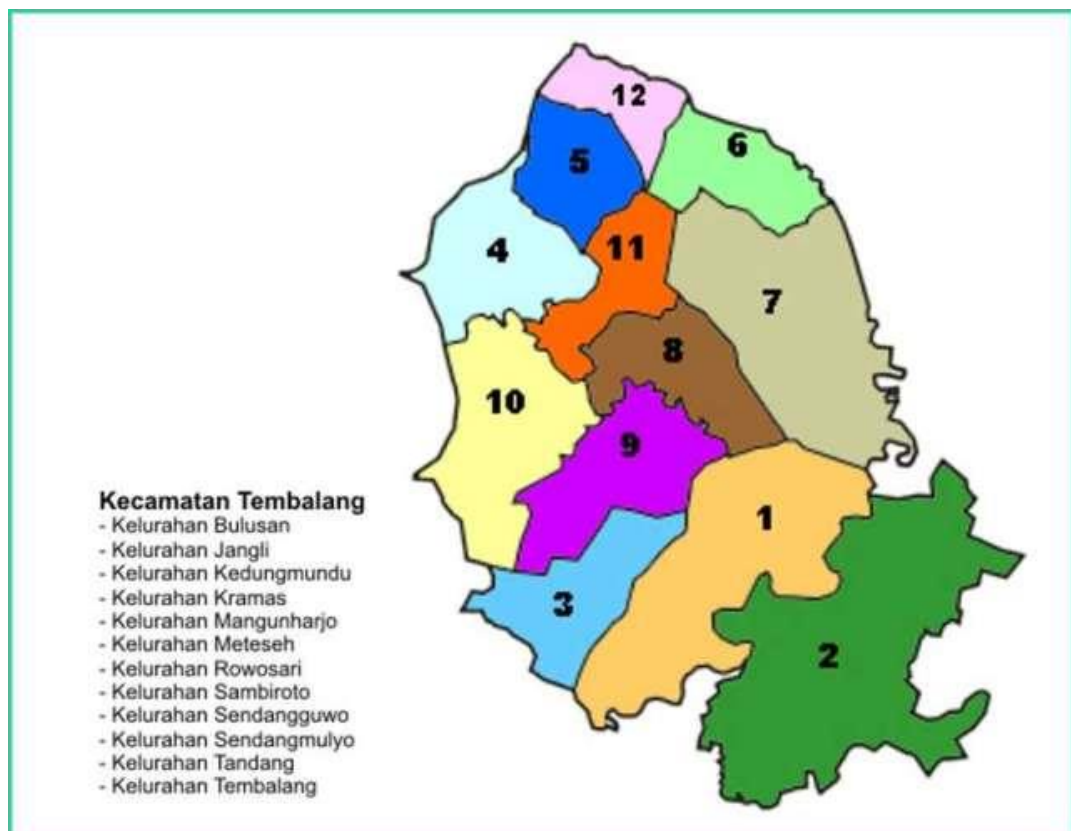 12
6
5
4
11
7
8
10
9
1
3
2
Kecamatan Tembalang
- Kelurahan Bulusan
- Kelurahan Jangli
- Kelurahan Kedungmundu
- Kelurahan Kramas
- Kelurahan Mangunharjo
- Kelurahan Meteseh
- Kelurahan Rowosari
- Kelurahan Sambiroto
- Kelurahan Sendangguwo
- Kelurahan Sendangmulyo
- Kelurahan Tandang
- Kelurahan Tembalang